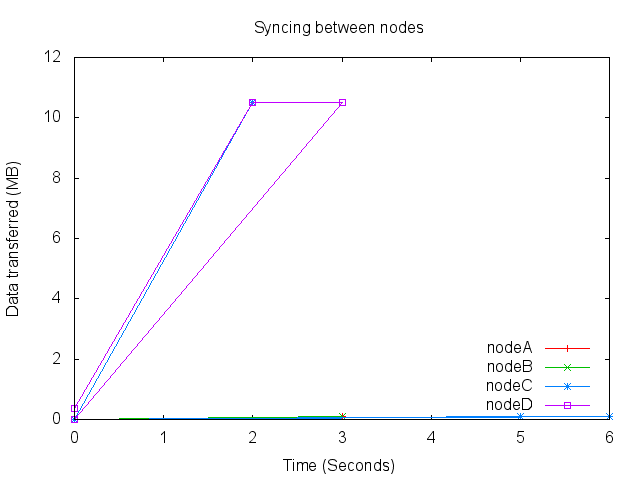 Syncing between nodes
12
10
8
6
4
2
0
Data transferred (MB)
nodeA
nodeB
nodeC
nodeD
0 1 2 3 4 5 6
Time (Seconds)